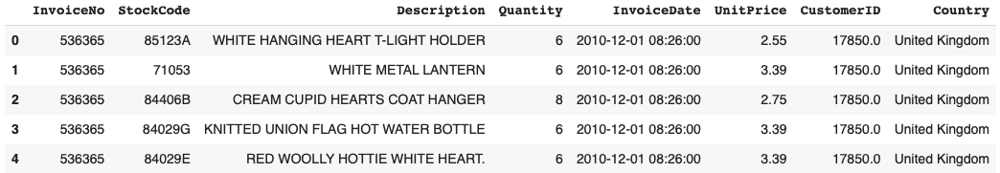 InvoiceNo StockCode Description Quantity InvoiceDate UnitPrice CustomerID Country
0 536365 85123A WHITE HANGING HEART T-LIGHT HOLDER 6 2010-12-01 08:26:00 2.55 17850.0 United Kingdom
1 536365 71053 WHITE METAL LANTERN 6 2010-12-01 08:26:00 3.39 17850.0 United Kingdom
2 536365 84406B CREAM CUPID HEARTS COAT HANGER 8 2010-12-01 08:26:00 2.75 17850.0 United Kingdom
3 536365 84029G KNITTED UNION FLAG HOT WATER BOTTLE 6 2010-12-01 08:26:00 3.39 17850.0 United Kingdom
4 536365 84029E RED WOOLLY HOTTIE WHITE HEART. 6 2010-12-01 08:26:00 3.39 17850.0 United Kingdom